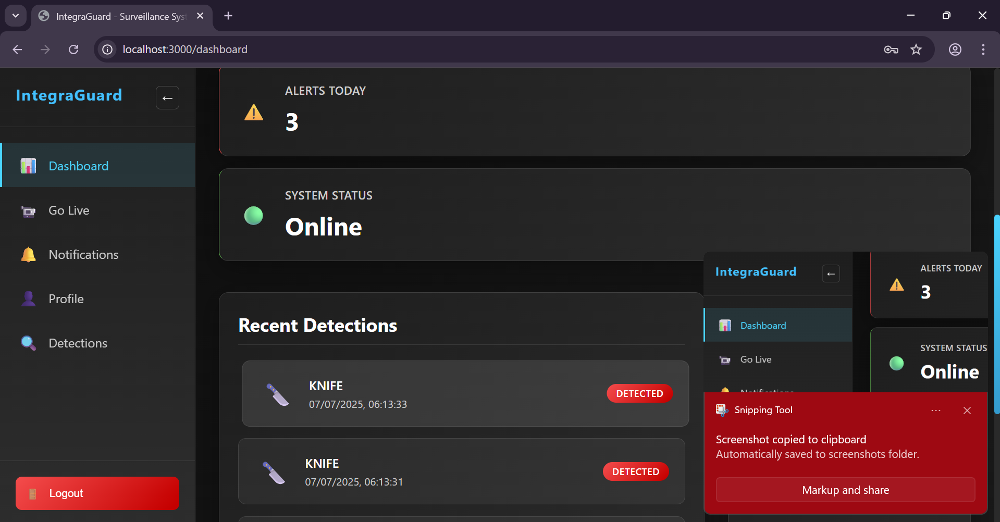 IntegraGuard - Surveillance Sys
localhost:3000/dashboard
IntegraGuard
←
Dashboard
Go Live
Notifications
Profile
Detections
Logout
ALERTS TODAY
3
SYSTEM STATUS
Online
Recent Detections
KNIFE
07/07/2025, 06:13:33
DETECTED
KNIFE
07/07/2025, 06:13:31
DETECTED
IntegraGuard
←
Dashboard
Go Live
Notifications
ALERTS TODAY
3
SYSTEM STATUS
Online
Snipping Tool
Screenshot copied to clipboard
Automatically saved to screenshots folder.
Markup and share